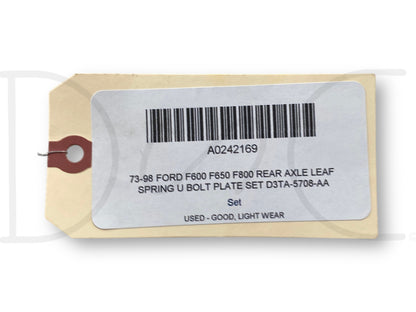 A0242169
73-98 FORD F600 F650 F800 REAR AXLE LEAF
SPRING U BOLT PLATE SET D3TA-5708-AA
Set
USED - GOOD, LIGHT WEAR